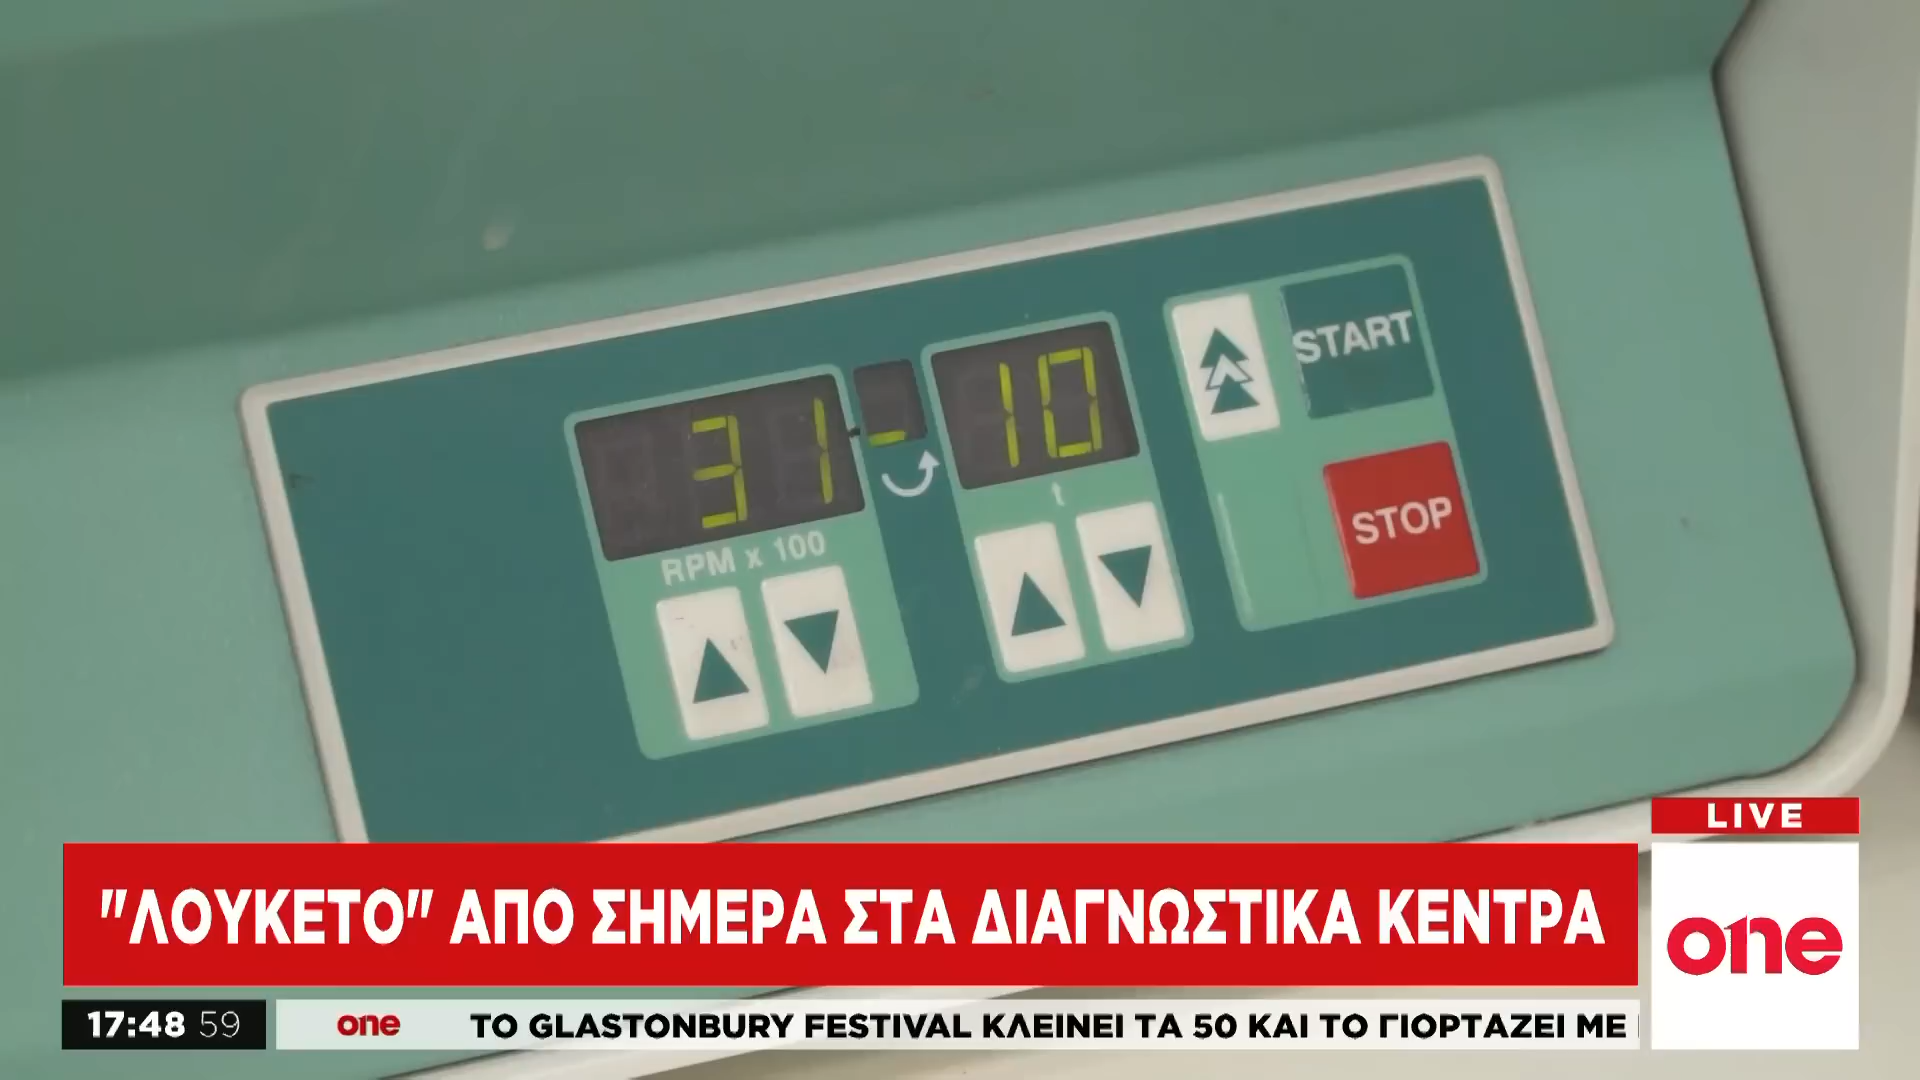 31
10
START
t
RPM x 100
STOP
LIVE
"ΛΟΥΚΕΤΟ" ΑΠΟ ΣΗΜΕΡΑ ΣΤΑ ΔΙΑΓΝΩΣΤΙΚΑ ΚΕΝΤΡΑ
one
17:48 59
one
ΤΟ GLASTONBURY FESTIVAL ΚΛΕΙΝΕΙ ΤΑ 50 ΚΑΙ ΤΟ ΓΙΟΡΤΑΖΕΙ ΜΕ